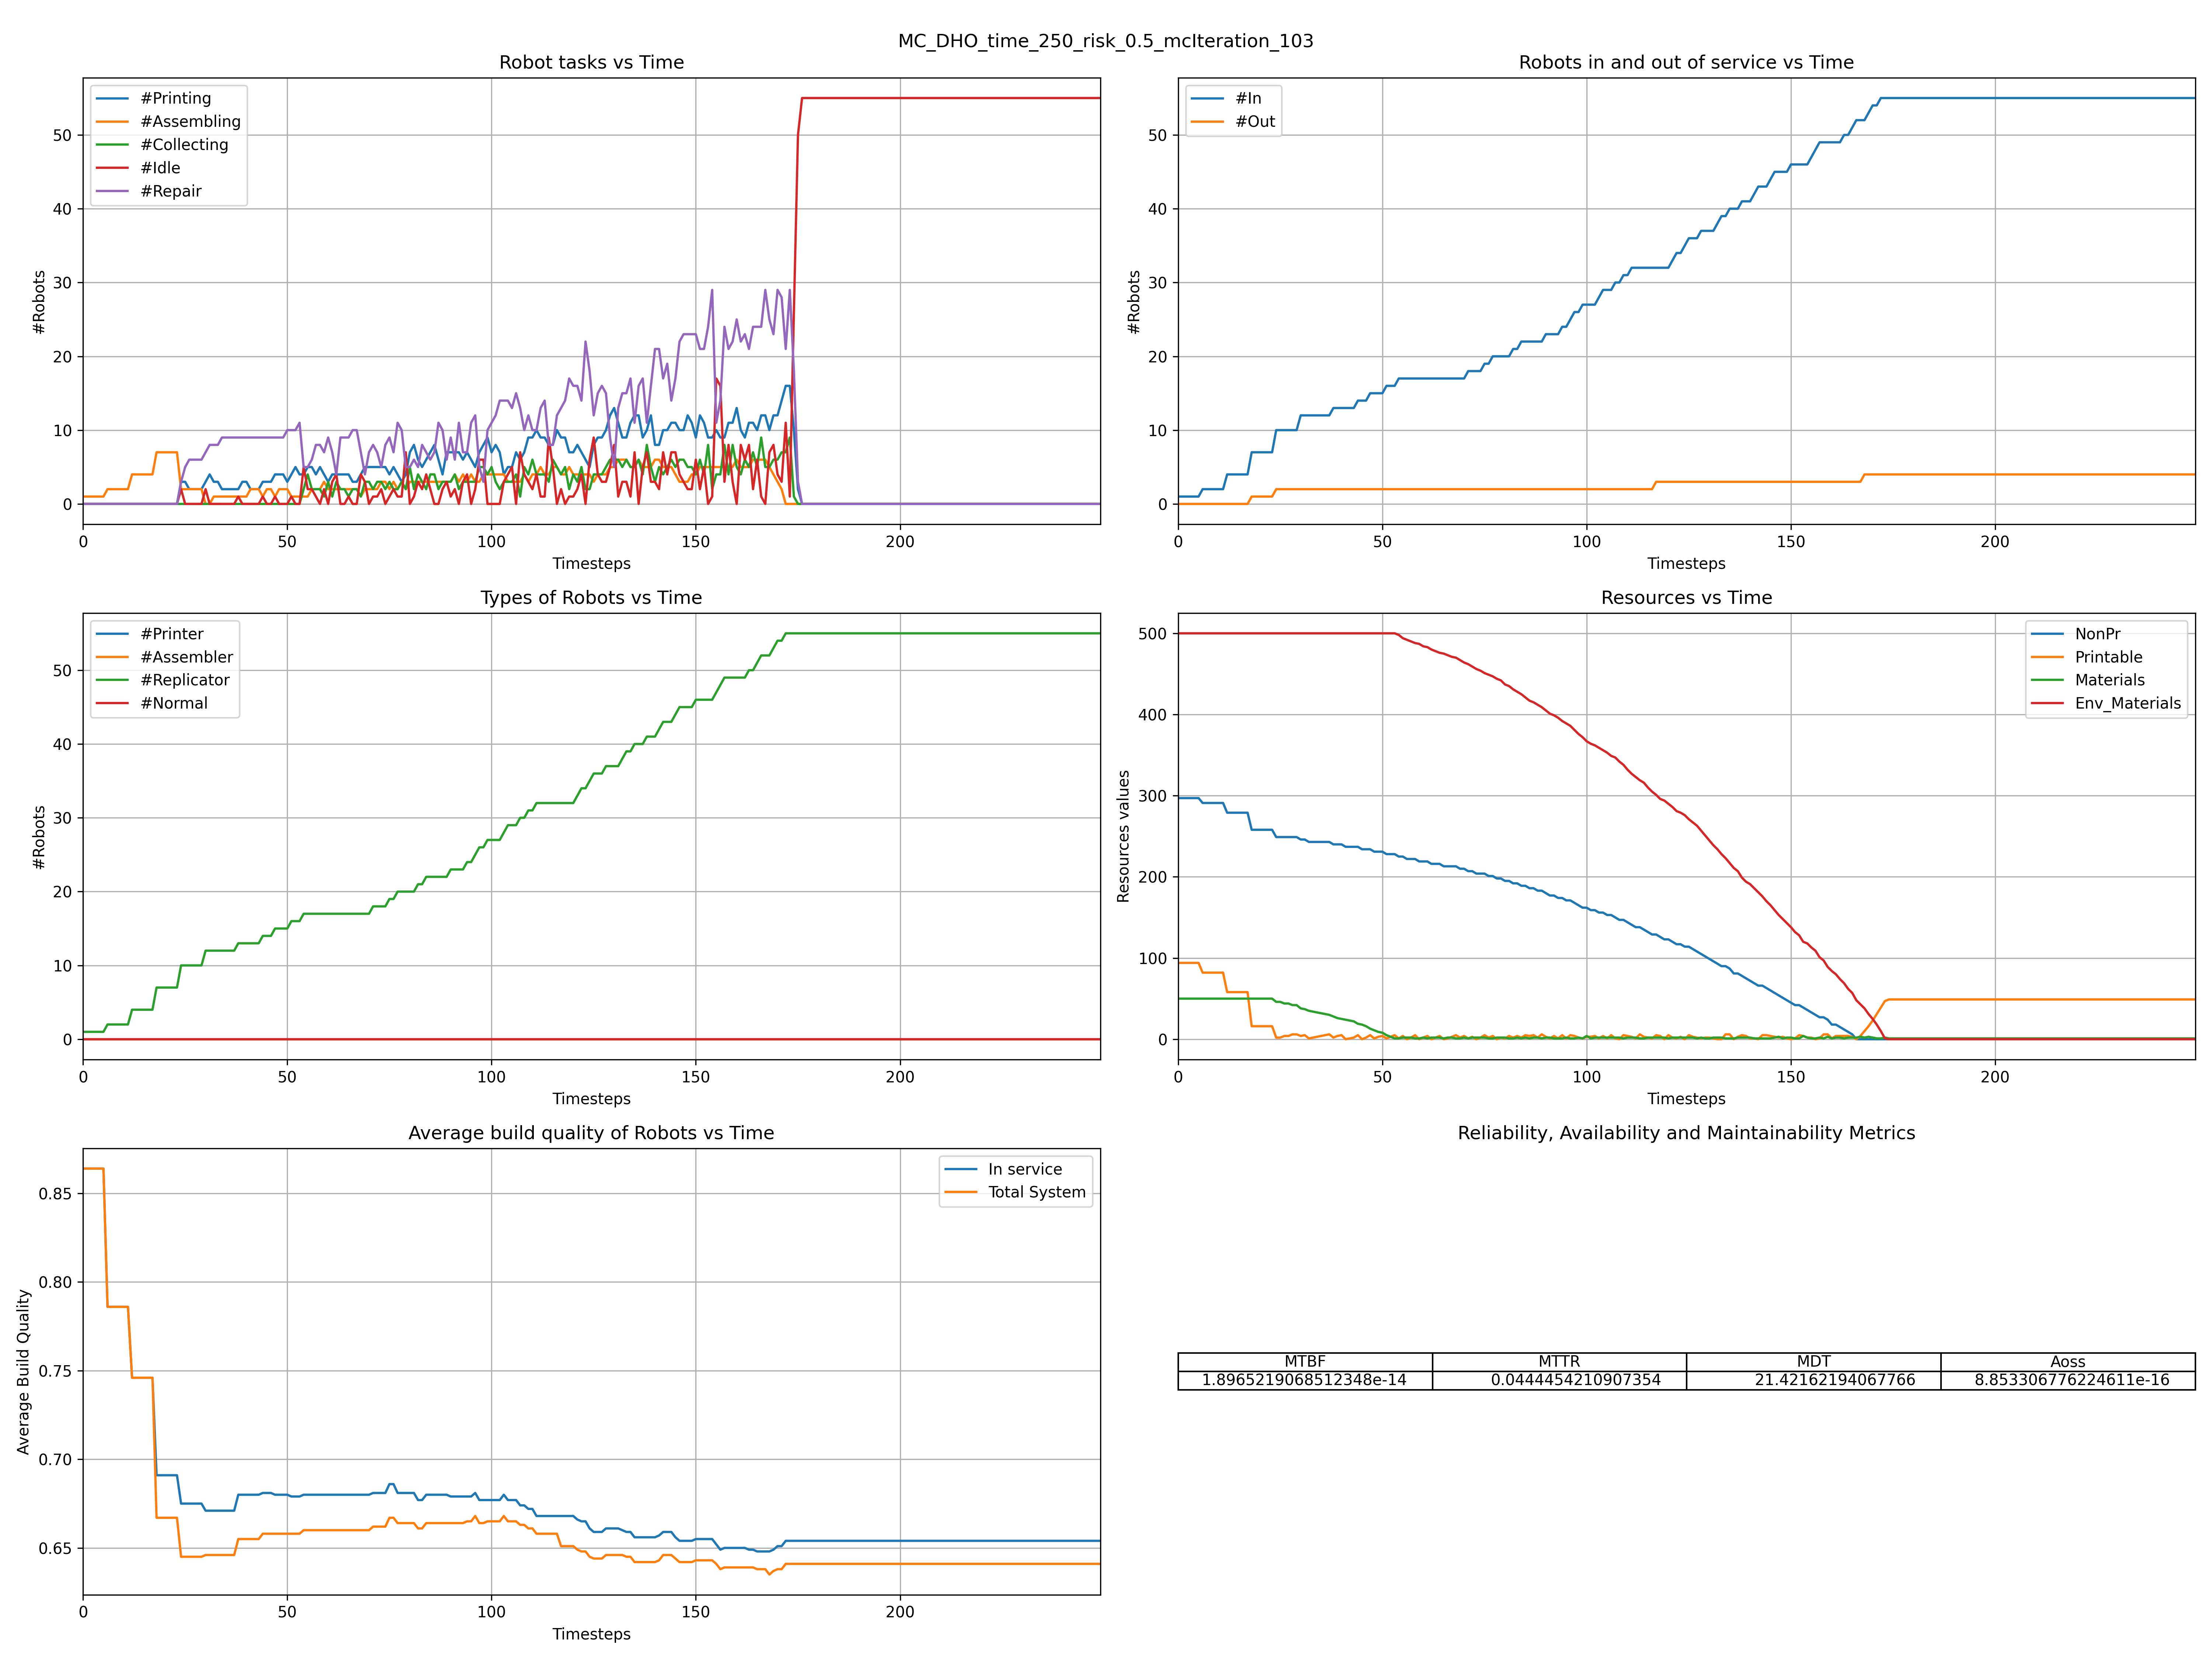 MC_DHO_time_250_risk_0.5_mcIteration_103
Robot tasks vs Time
#Printing
#Assembling
#Collecting
#Idle
#Repair
#Robots
50
40
30
20
10
0
0 50 100 150 200
Timesteps
Robots in and out of service vs Time
#In
#Out
#Robots
50
40
30
20
10
0
0 50 100 150 200
Timesteps
Types of Robots vs Time
#Printer
#Assembler
#Replicator
#Normal
#Robots
50
40
30
20
10
0
0 50 100 150 200
Timesteps
Resources vs Time
NonPr
Printable
Materials
Env_Materials
Resources values
500
400
300
200
100
0
0 50 100 150 200
Timesteps
Average build quality of Robots vs Time
In service
Total System
Average Build Quality
0.85
0.80
0.75
0.70
0.65
0 50 100 150 200
Timesteps
Reliability, Availability and Maintainability Metrics
MTBF MTTR MDT Aoss
1.8965219068512348e-14 0.0444454210907354 21.42162194067766 8.853306776224611e-16